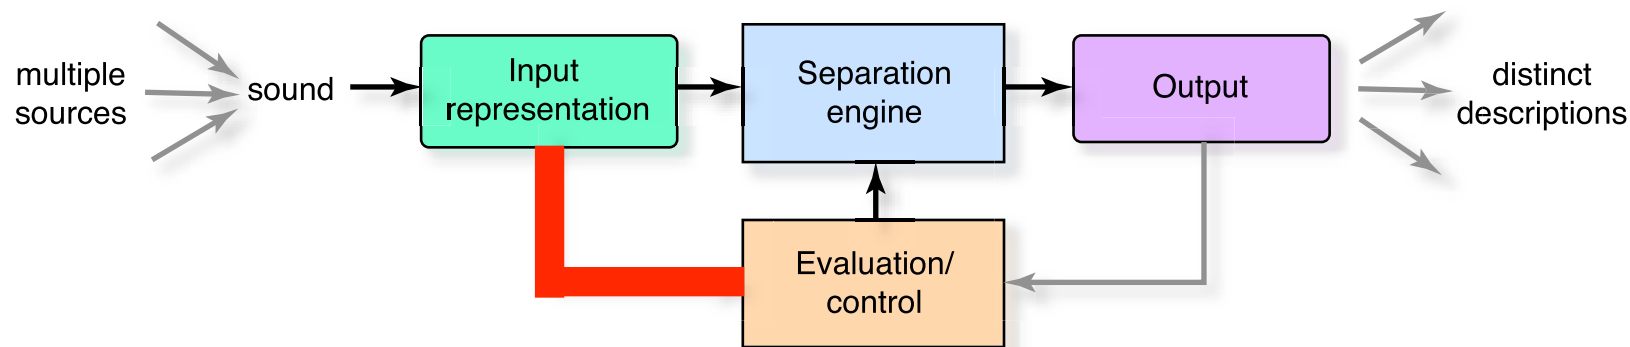 multiple
sources
sound
Input
representation
Separation
engine
Output
distinct
descriptions
Evaluation/
control